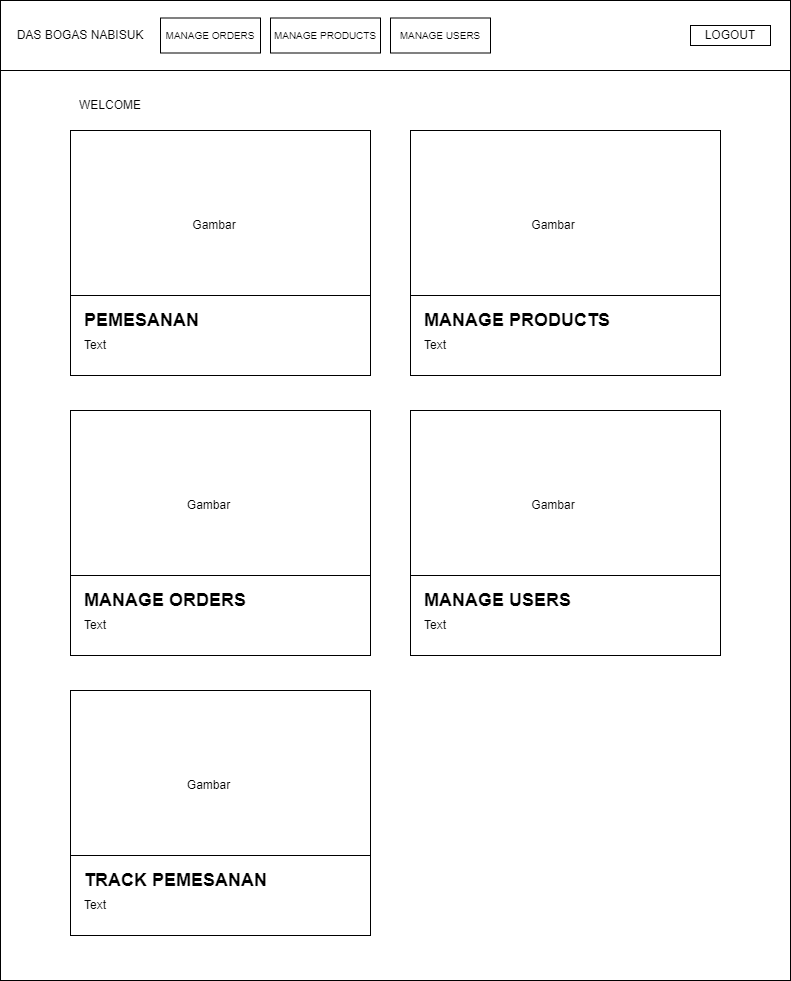 DAS BOGAS NABISUK
MANAGE ORDERS
MANAGE PRODUCTS
MANAGE USERS
LOGOUT
WELCOME
Gambar
Gambar
PEMESANAN
Text
MANAGE PRODUCTS
Text
Gambar
Gambar
MANAGE ORDERS
Text
MANAGE USERS
Text
Gambar
TRACK PEMESANAN
Text